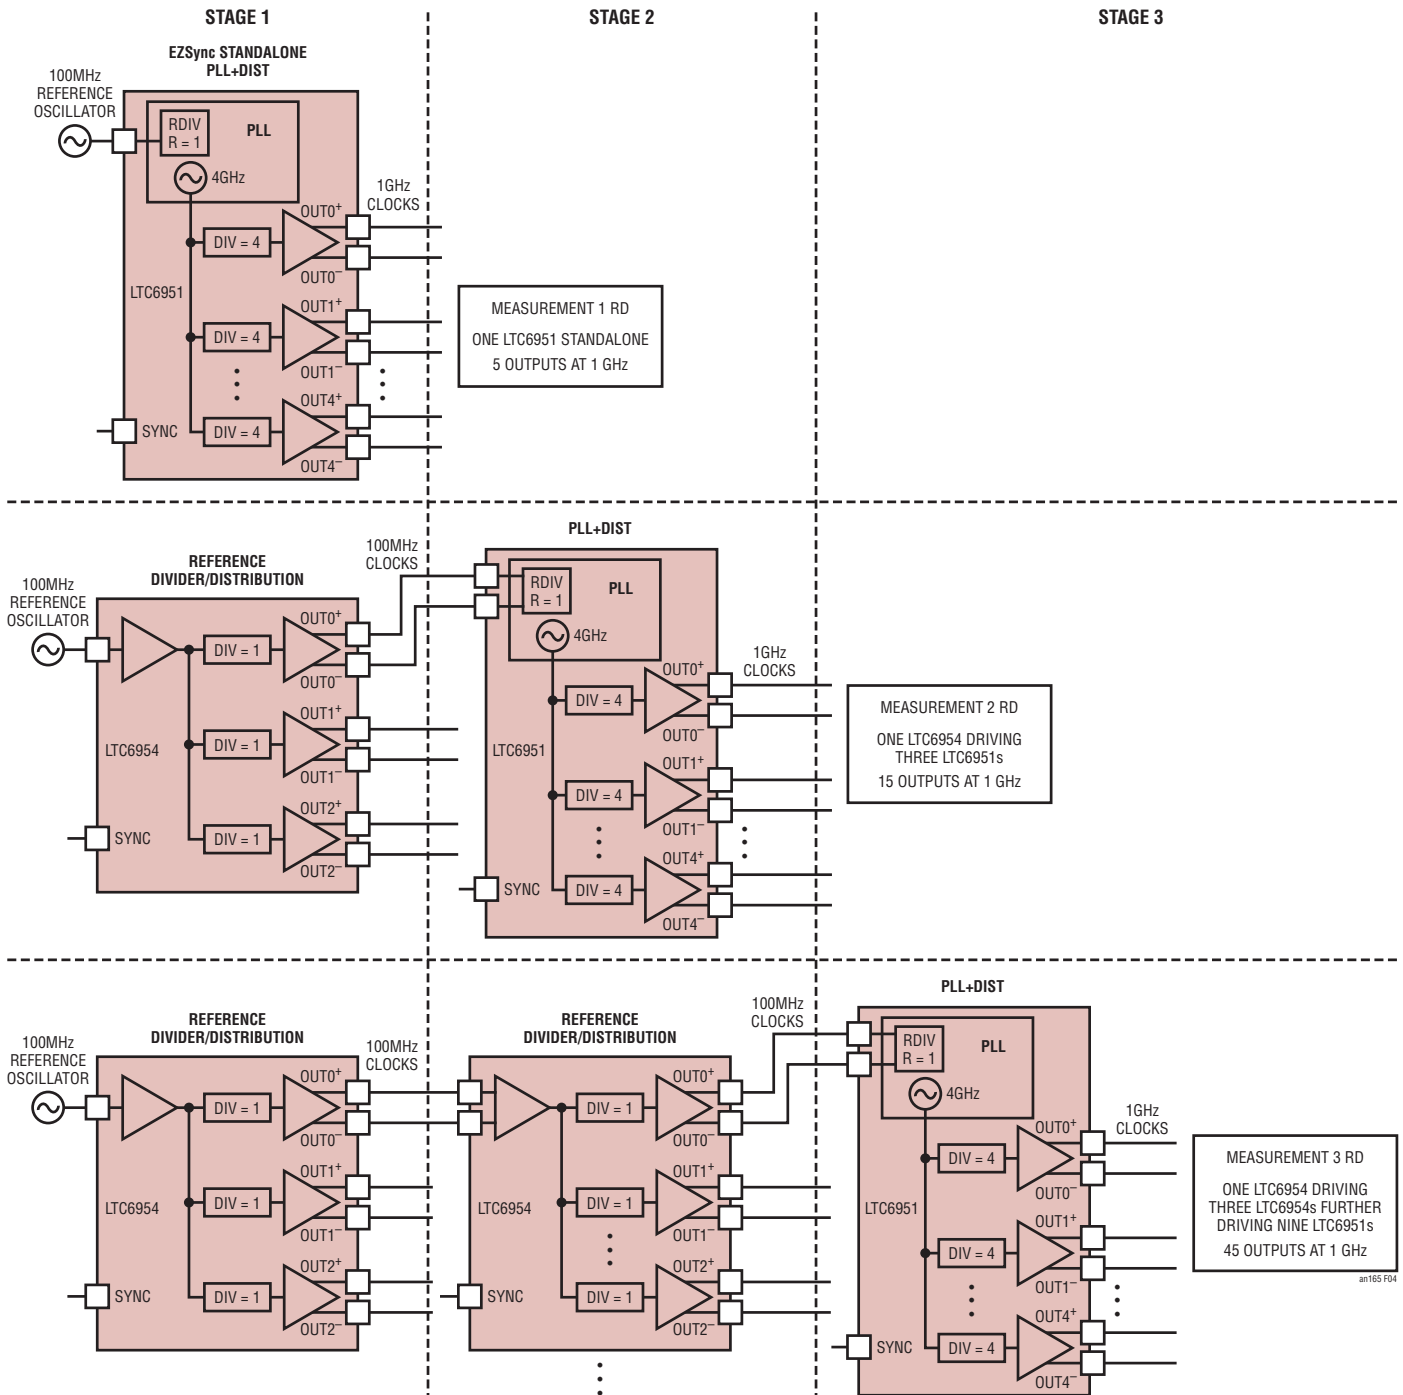 STAGE 1
STAGE 2
STAGE 3
EZSync STANDALONE
PLL+DIST
100MHz
REFERENCE
OSCILLATOR
RDIV
R = 1
PLL
4GHz
1GHz
CLOCKS
OUT0+
DIV = 4
OUT0–
LTC6951
OUT1+
DIV = 4
OUT1–
OUT4+
SYNC
DIV = 4
OUT4–
MEASUREMENT 1 RD
ONE LTC6951 STANDALONE
5 OUTPUTS AT 1 GHz
REFERENCE
DIVIDER/DISTRIBUTION
100MHz
REFERENCE
OSCILLATOR
100MHz
CLOCKS
OUT0+
DIV = 1
OUT0–
OUT1+
LTC6954
DIV = 1
OUT1–
OUT2+
SYNC
DIV = 1
OUT2–
PLL+DIST
RDIV
R = 1
PLL
4GHz
1GHz
CLOCKS
OUT0+
DIV = 4
OUT0–
LTC6951
OUT1+
DIV = 4
OUT1–
OUT4+
SYNC
DIV = 4
OUT4–
MEASUREMENT 2 RD
ONE LTC6954 DRIVING
THREE LTC6951s
15 OUTPUTS AT 1 GHz
REFERENCE
DIVIDER/DISTRIBUTION
100MHz
REFERENCE
OSCILLATOR
100MHz
CLOCKS
OUT0+
DIV = 1
OUT0–
OUT1+
LTC6954
DIV = 1
OUT1–
OUT2+
SYNC
DIV = 1
OUT2–
REFERENCE
DIVIDER/DISTRIBUTION
100MHz
CLOCKS
OUT0+
DIV = 1
OUT0–
OUT1+
LTC6954
DIV = 1
OUT1–
OUT2+
SYNC
DIV = 1
OUT2–
PLL+DIST
RDIV
R = 1
PLL
4GHz
1GHz
CLOCKS
OUT0+
DIV = 4
OUT0–
LTC6951
OUT1+
DIV = 4
OUT1–
OUT4+
SYNC
DIV = 4
OUT4–
MEASUREMENT 3 RD
ONE LTC6954 DRIVING
THREE LTC6954s FURTHER
DRIVING NINE LTC6951s
45 OUTPUTS AT 1 GHz
an165 F04